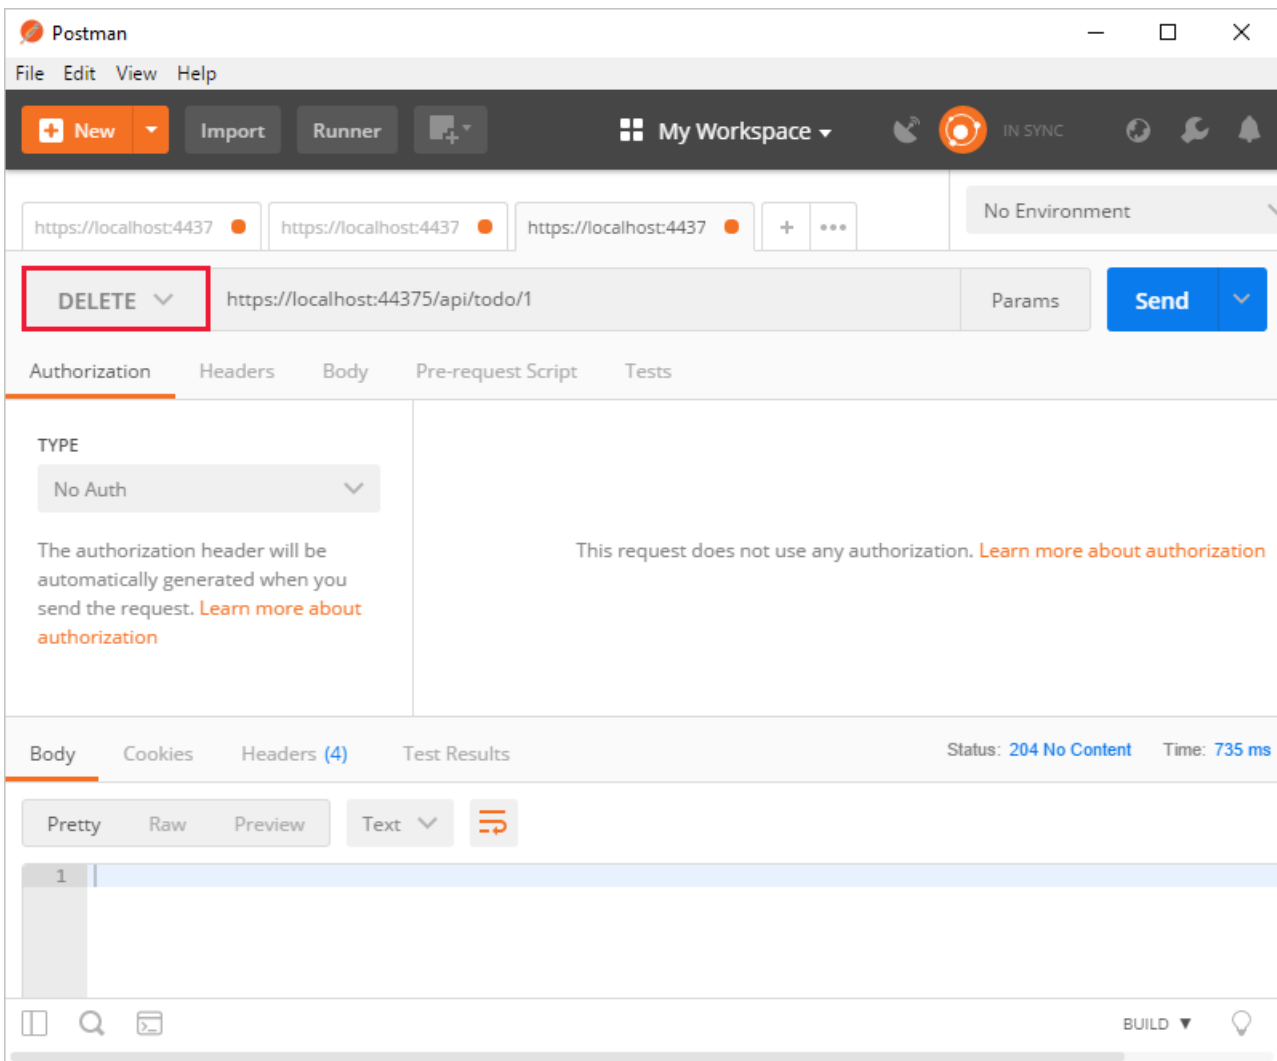 Postman
File Edit View Help
New Import Runner My Workspace IN SYNC
https://localhost:4437 https://localhost:4437 https://localhost:4437 + ••• No Environment
DELETE https://localhost:44375/api/todo/1 Params Send
Authorization Headers Body Pre-request Script Tests
TYPE
No Auth
The authorization header will be
automatically generated when you
send the request. Learn more about
authorization
This request does not use any authorization. Learn more about authorization
Body Cookies Headers (4) Test Results Status: 204 No Content Time: 735 ms
Pretty Raw Preview Text
1
BUILD ▼